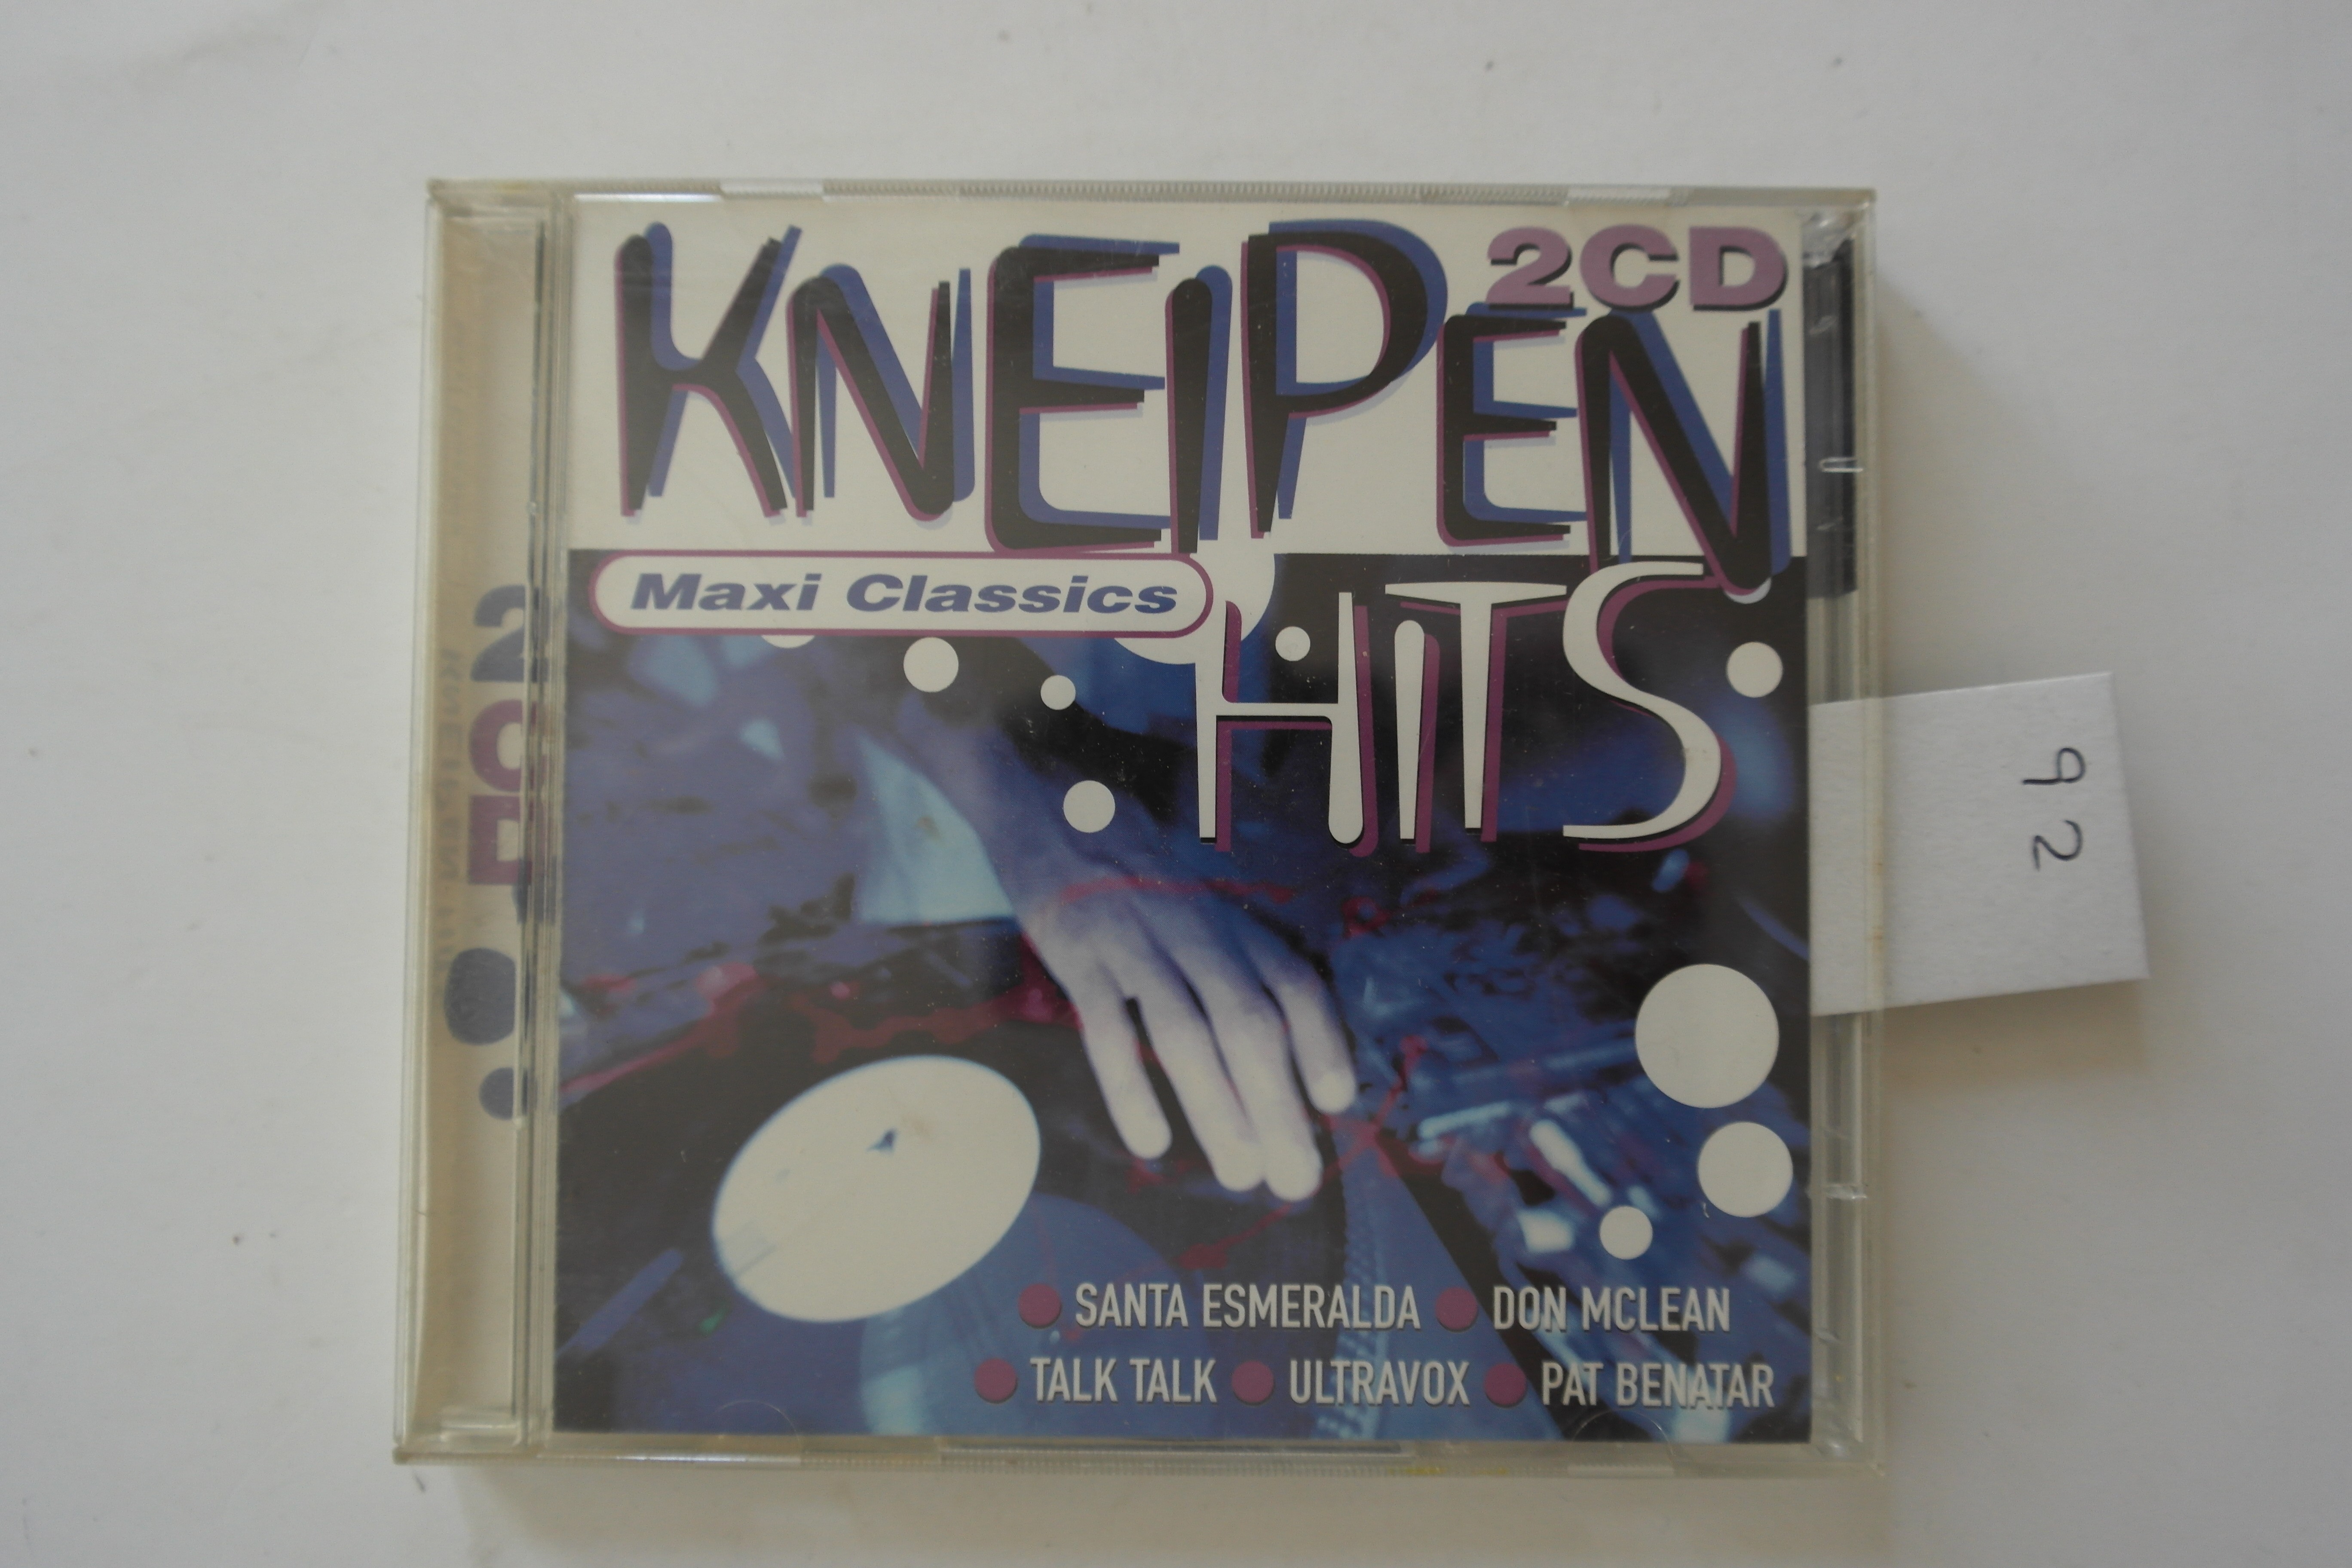 2CD
KNEIPEN
Maxi Classics
HITS
SANTA ESMERALDA DON MCLEAN
TALK TALK ULTRAVOX PAT BENATAR
2CD
92